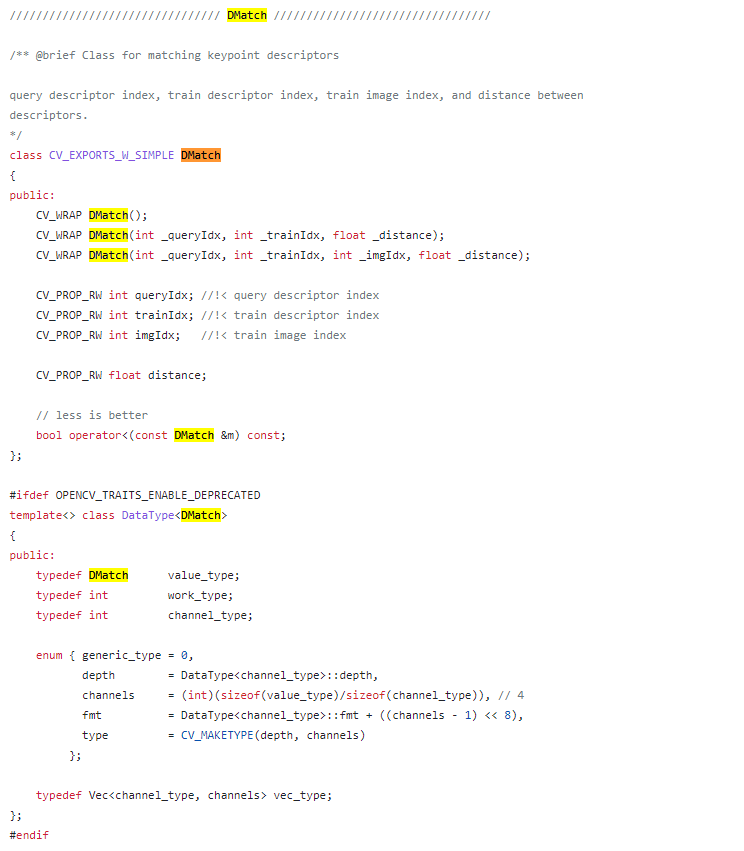 //////////////////////////////// DMatch /////////////////////////////////
/** @brief Class for matching keypoint descriptors
query descriptor index, train descriptor index, train image index, and distance between
descriptors.
*/
class CV_EXPORTS_W_SIMPLE DMatch
{
public:
    CV_WRAP DMatch();
    CV_WRAP DMatch(int _queryIdx, int _trainIdx, float _distance);
    CV_WRAP DMatch(int _queryIdx, int _trainIdx, int _imgIdx, float _distance);
    CV_PROP_RW int queryIdx; //!< query descriptor index
    CV_PROP_RW int trainIdx; //!< train descriptor index
    CV_PROP_RW int imgIdx;   //!< train image index
    CV_PROP_RW float distance;
    // less is better
    bool operator<(const DMatch &m) const;
};
#ifdef OPENCV_TRAITS_ENABLE_DEPRECATED
template<> class DataType<DMatch>
{
public:
    typedef DMatch      value_type;
    typedef int         work_type;
    typedef int         channel_type;
    enum { generic_type = 0,
           depth        = DataType<channel_type>::depth,
           channels     = (int)(sizeof(value_type)/sizeof(channel_type)), // 4
           fmt          = DataType<channel_type>::fmt + ((channels - 1) << 8),
           type         = CV_MAKETYPE(depth, channels)
         };
    typedef Vec<channel_type, channels> vec_type;
};
#endif